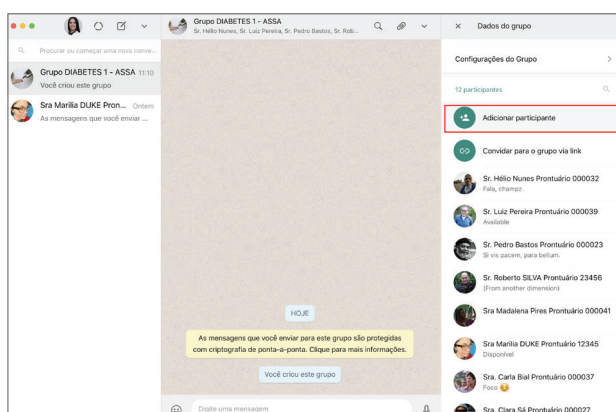 Grupo DIABETES 1 - ASSA
Sr. Hélio Nunes, Sr. Luiz Pereira, Sr. Pedro Bastos, Sr. Rob...
Dados do grupo
Procurar ou começar uma nova conve...
Grupo DIABETES 1 - ASSA 11:10
Você criou este grupo
Sra Marilia DUKE Pron... Ontem
As mensagens que você enviar ...
HOJE
As mensagens que você enviar para este grupo são protegidas
com criptografia de ponta-a-ponta. Clique para mais informações.
Você criou este grupo
Digite uma mensagem
Configurações do Grupo
12 participantes
Adicionar participante
Convidar para o grupo via link
Sr. Hélio Nunes Prontuário 000032
Fala, champz.
Sr. Luiz Pereira Prontuário 000039
Available
Sr. Pedro Bastos Prontuário 000023
Si vis pacem, para bellum.
Sr. Roberto SILVA Prontuário 23456
(From another dimension)
Sra Madalena Pires Prontuário 000041
Sra Marilia DUKE Prontuário 12345
Disponível
Sra. Carla Bial Prontuário 000037
Foco 😄
Sra. Clara Sá Prontuário 000027